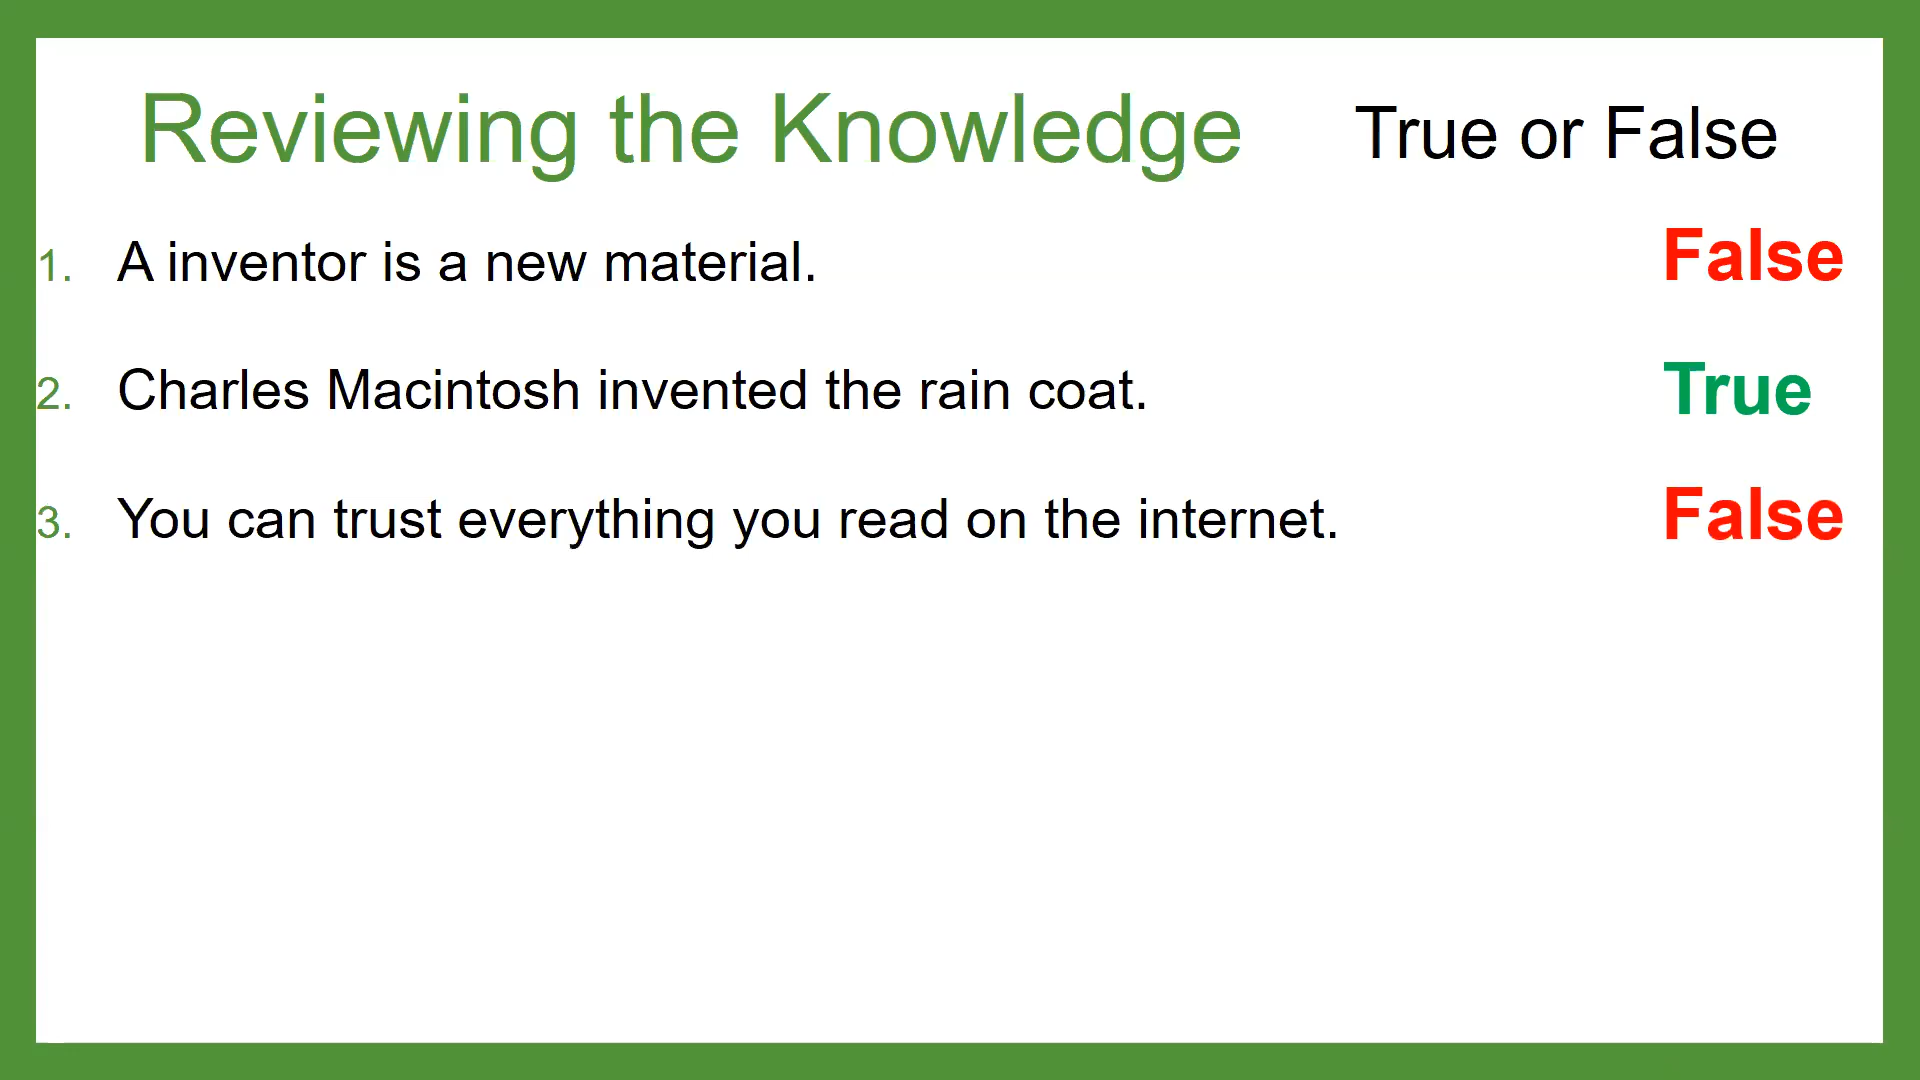 Reviewing the Knowledge True or False
1. A inventor is a new material. False
2. Charles Macintosh invented the rain coat. True
3. You can trust everything you read on the internet. False